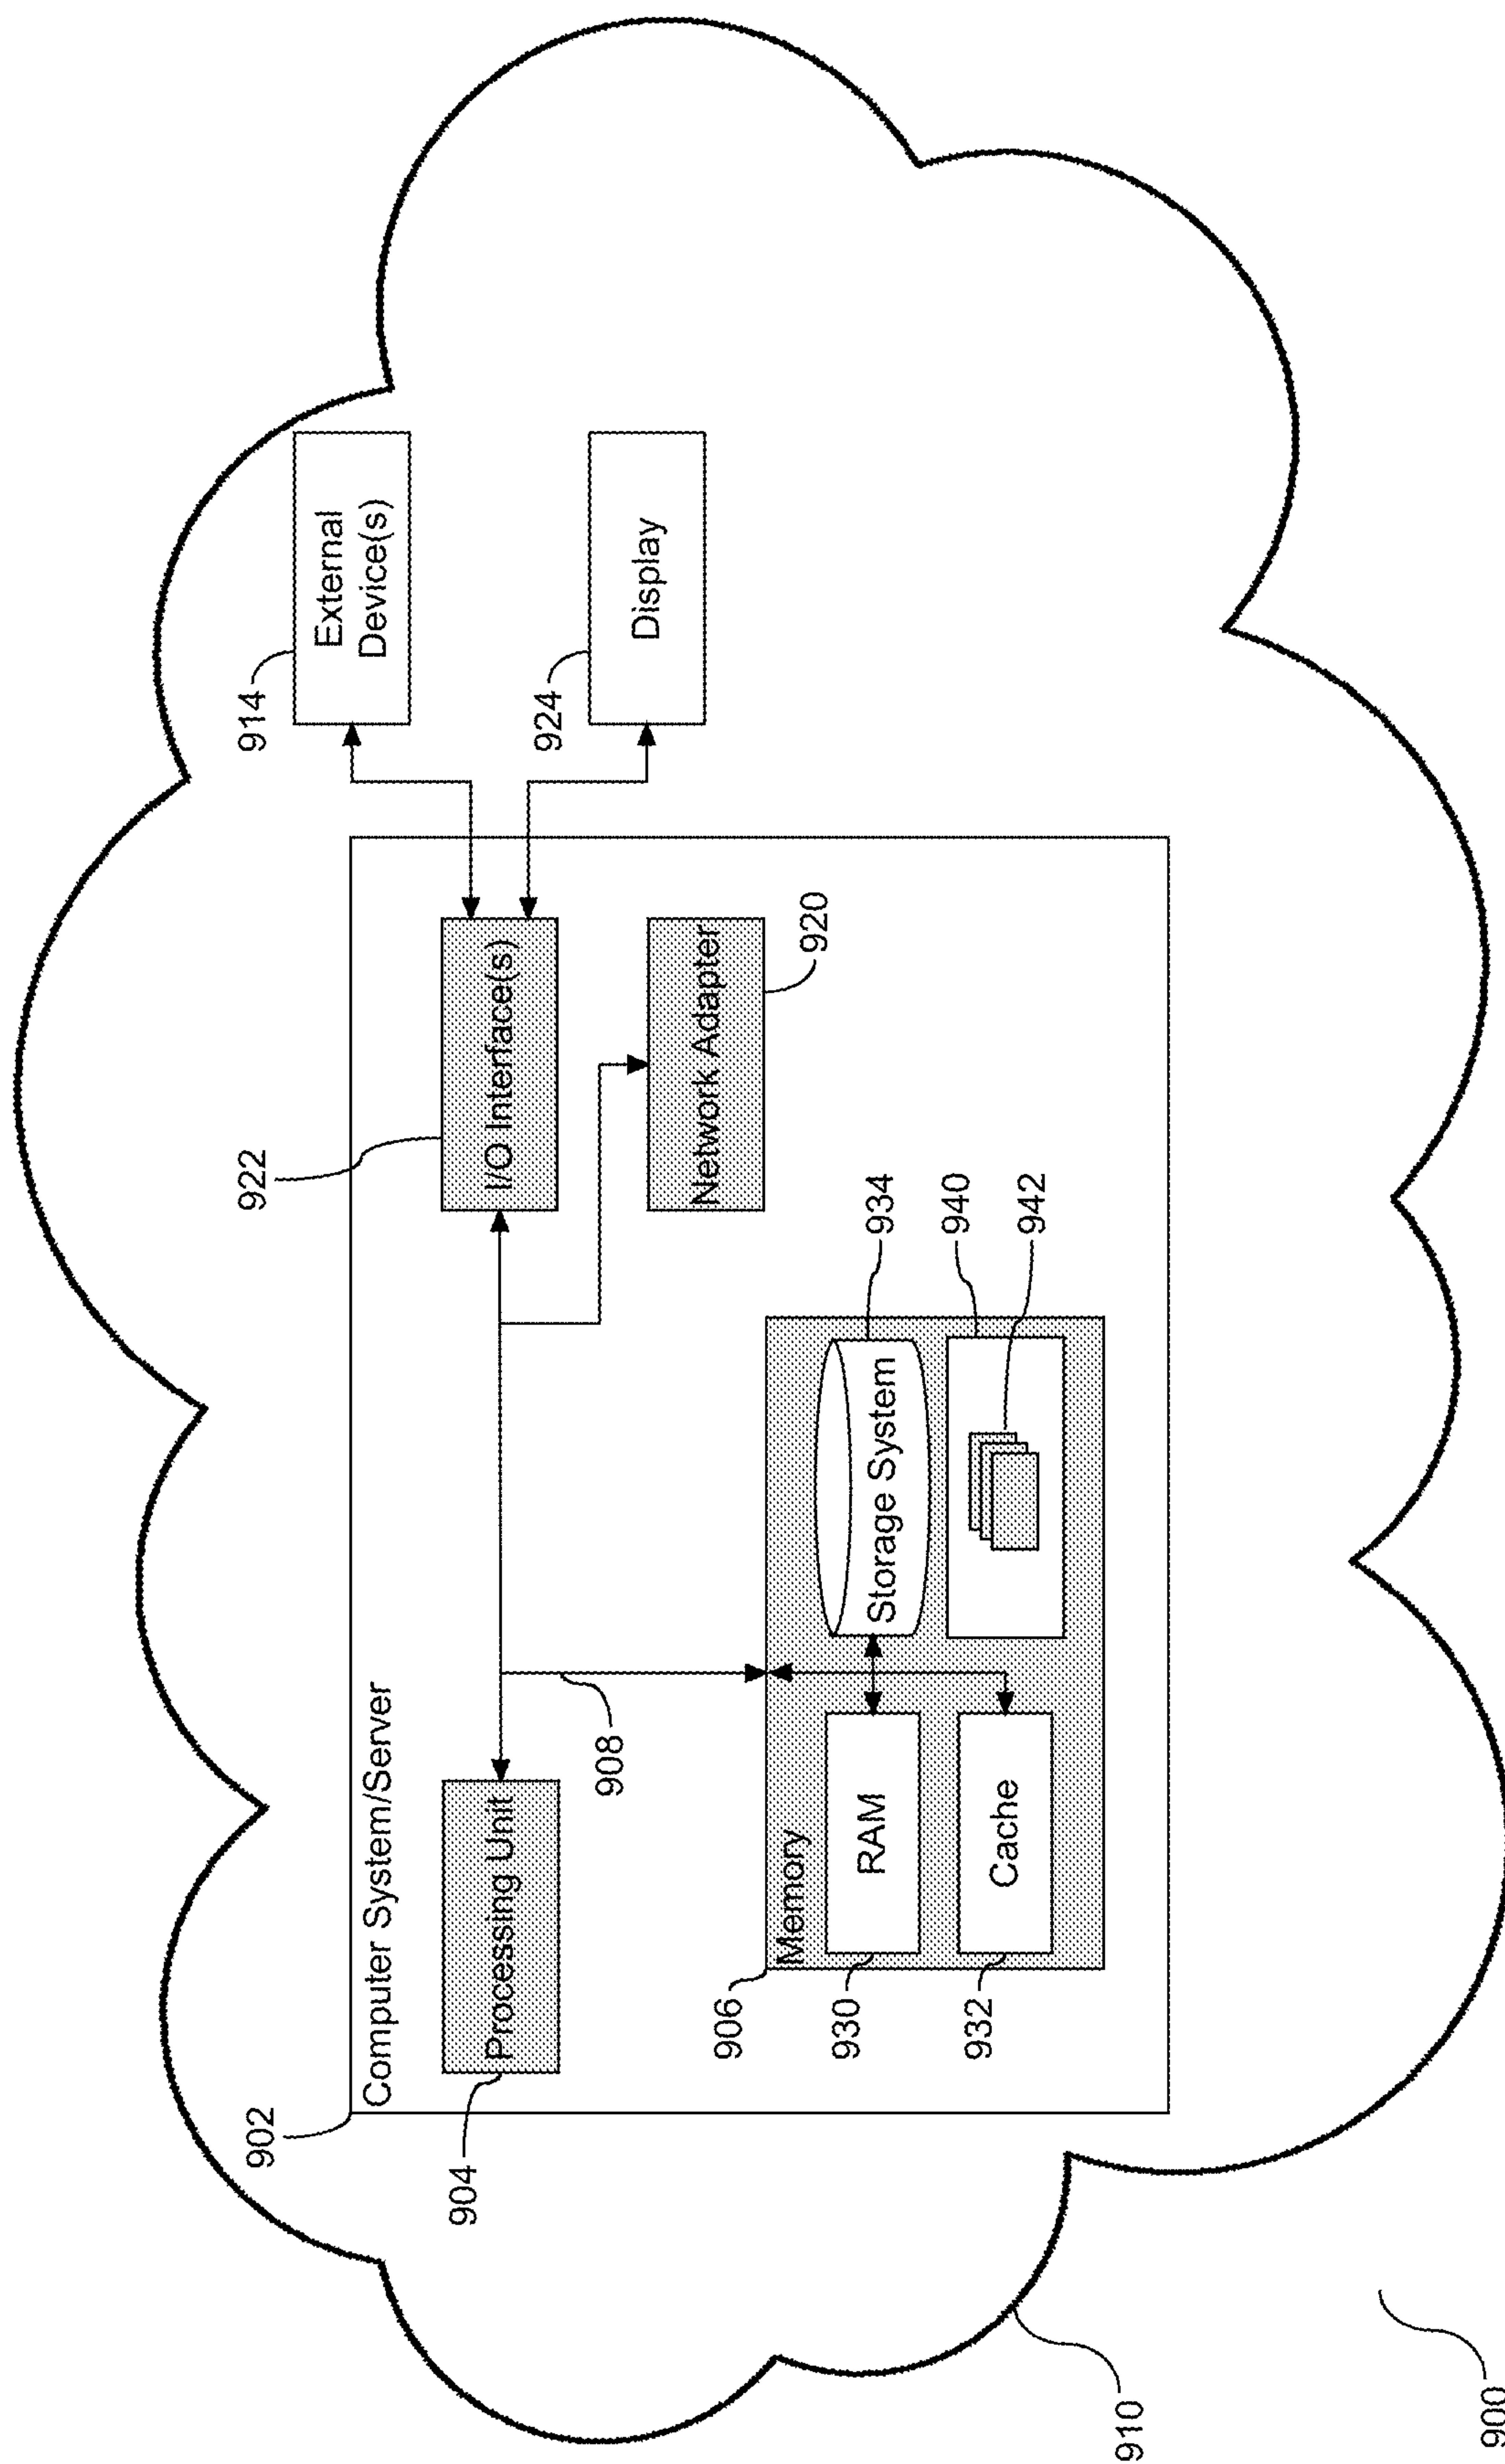 902
Computer System/Server
904
Processing Unit
922
I/O Interface(s)
914
External
Device(s)
908
Network Adapter
920
924
Display
906
Memory
930
RAM
Storage System
934
932
Cache
940
942
910
900